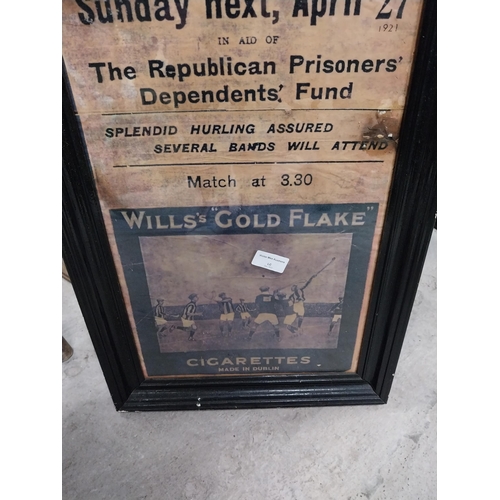 Sunday next, April 27
1921
IN AID OF
The Republican Prisoners'
Dependents' Fund
SPLENDID HURLING ASSURED
SEVERAL BANDS WILL ATTEND
Match at 3.30
WILLS'S "GOLD FLAKE"
CIGARETTES
MADE IN DUBLIN